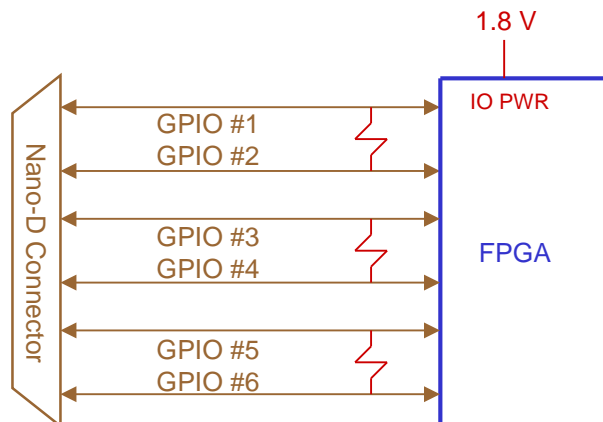 1.8 V
IO PWR
GPIO #1
GPIO #2
Nano-D Connector
GPIO #3
GPIO #4
FPGA
GPIO #5
GPIO #6